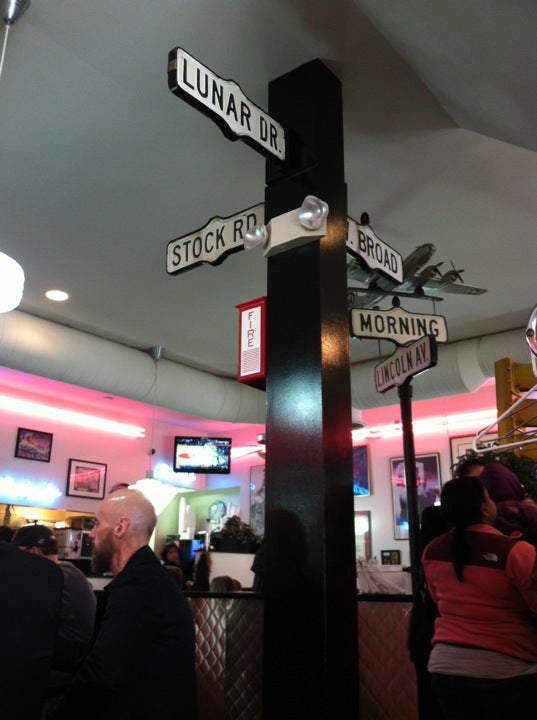 LUNAR DR.
STOCK RD
. BROAD
FIRE
MORNING
LINCOLN AV.